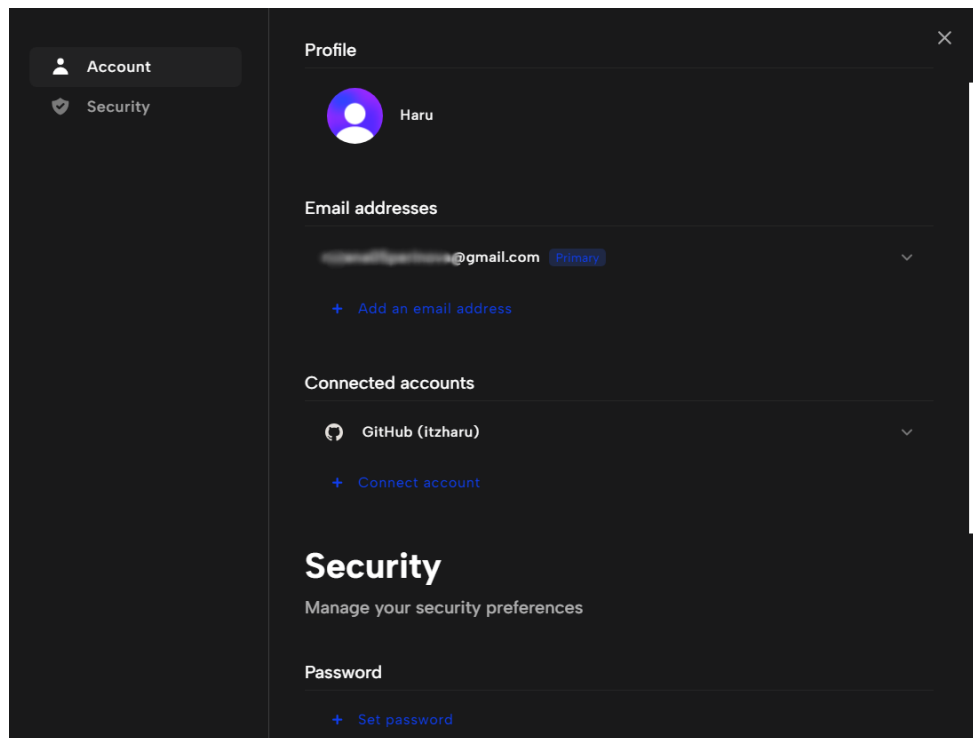 Account
Security
Profile
Haru
Email addresses
@gmail.com Primary
+ Add an email address
Connected accounts
GitHub (itzharu)
+ Connect account
Security
Manage your security preferences
Password
+ Set password